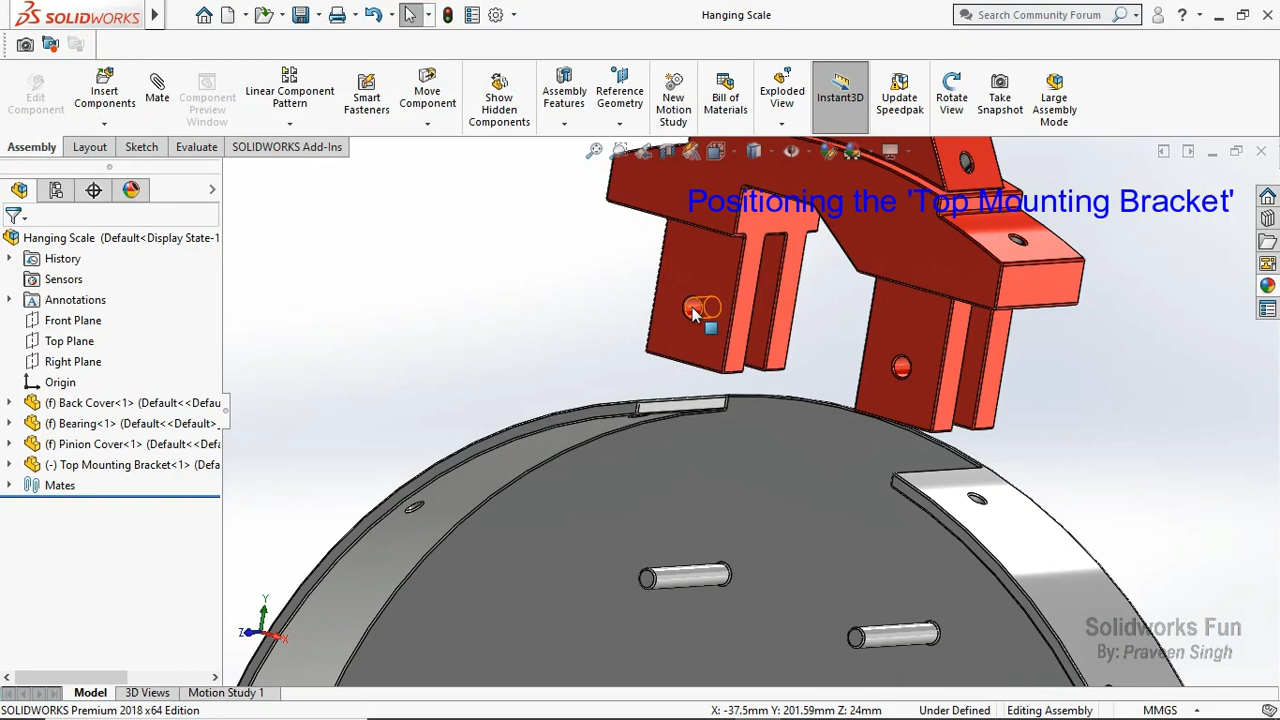 SOLIDWORKS
Hanging Scale
Search Community Forum
Edit Component
Insert Components
Mate
Component Preview Window
Linear Component Pattern
Smart Fasteners
Move Component
Show Hidden Components
Assembly Features
Reference Geometry
New Motion Study
Bill of Materials
Exploded View
Instant3D
Update Speedpak
Rotate View
Take Snapshot
Large Assembly Mode
Assembly Layout Sketch Evaluate SOLIDWORKS Add-Ins
Positioning the 'Top Mounting Bracket'
Hanging Scale (Default<Display State-1
History
Sensors
Annotations
Front Plane
Top Plane
Right Plane
Origin
(f) Back Cover<1> (Default<<Defau
(f) Bearing<1> (Default<<Default>_
(f) Pinion Cover<1> (Default<<Defa
(-) Top Mounting Bracket<1> (Defa
Mates
Y
Z
X
Solidworks Fun
By: Praveen Singh
Model 3D Views Motion Study 1
SOLIDWORKS Premium 2018 x64 Edition X: -37.5mm Y: 201.59mm Z: 24mm Under Defined Editing Assembly MMGS